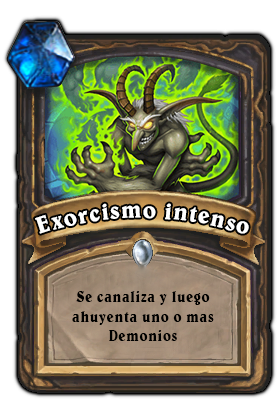 Exorcismo intenso
Se canaliza y luego
ahuyenta uno o mas
Demonios